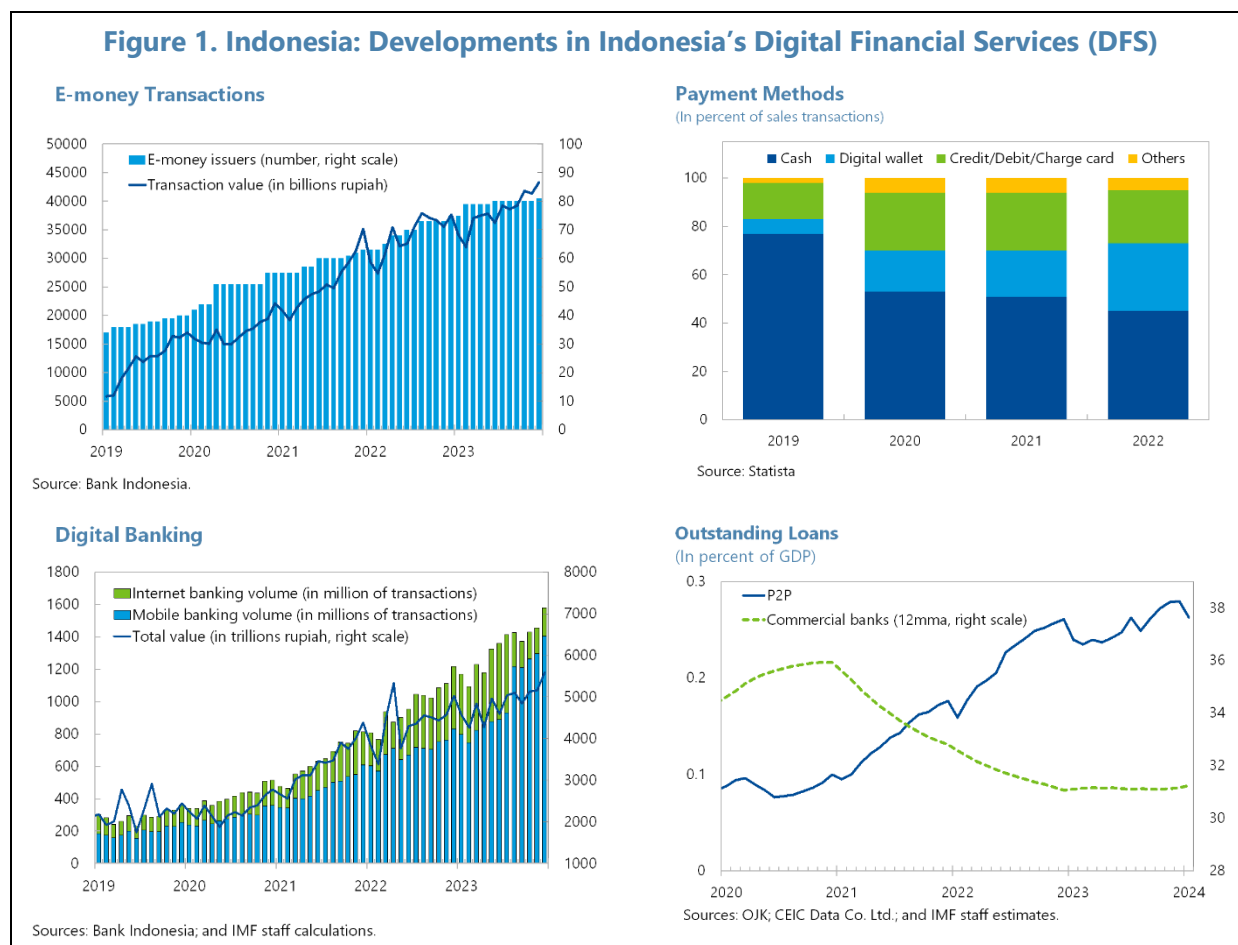 Figure 1. Indonesia: Developments in Indonesia's Digital Financial Services (DFS)
E-money Transactions
50000
45000
40000
35000
30000
25000
20000
15000
10000
5000
0
E-money issuers (number, right scale)
Transaction value (in billions rupiah)
100
90
80
70
60
50
40
30
20
10
0
2019 2020 2021 2022 2023
Source: Bank Indonesia.
Payment Methods
(In percent of sales transactions)
Cash Digital wallet Credit/Debit/Charge card Others
100
80
60
40
20
0
2019 2020 2021 2022
Source: Statista
Digital Banking
1800
1600
1400
1200
1000
800
600
400
200
0
Internet banking volume (in million of transactions)
Mobile banking volume (in millions of transactions)
Total value (in trillions rupiah, right scale)
8000
7000
6000
5000
4000
3000
2000
1000
2019 2020 2021 2022 2023
Sources: Bank Indonesia; and IMF staff calculations.
Outstanding Loans
(In percent of GDP)
0.3
0.2
0.1
0
P2P
Commercial banks (12mma, right scale)
38
36
34
31
30
28
2020 2021 2022 2023 2024
Sources: OJK; CEIC Data Co. Ltd.; and IMF staff estimates.